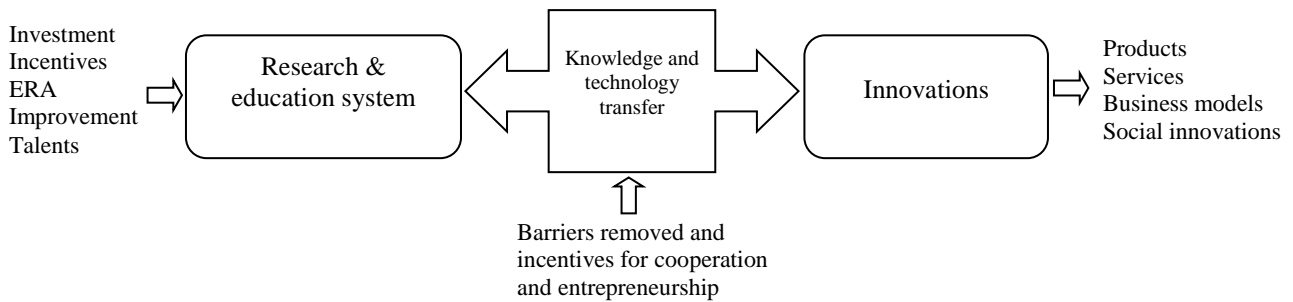 Investment
Incentives
ERA
Improvement
Talents
Research &
education system
Knowledge and
technology
transfer
Innovations
Products
Services
Business models
Social innovations
Barriers removed and
incentives for cooperation
and entrepreneurship